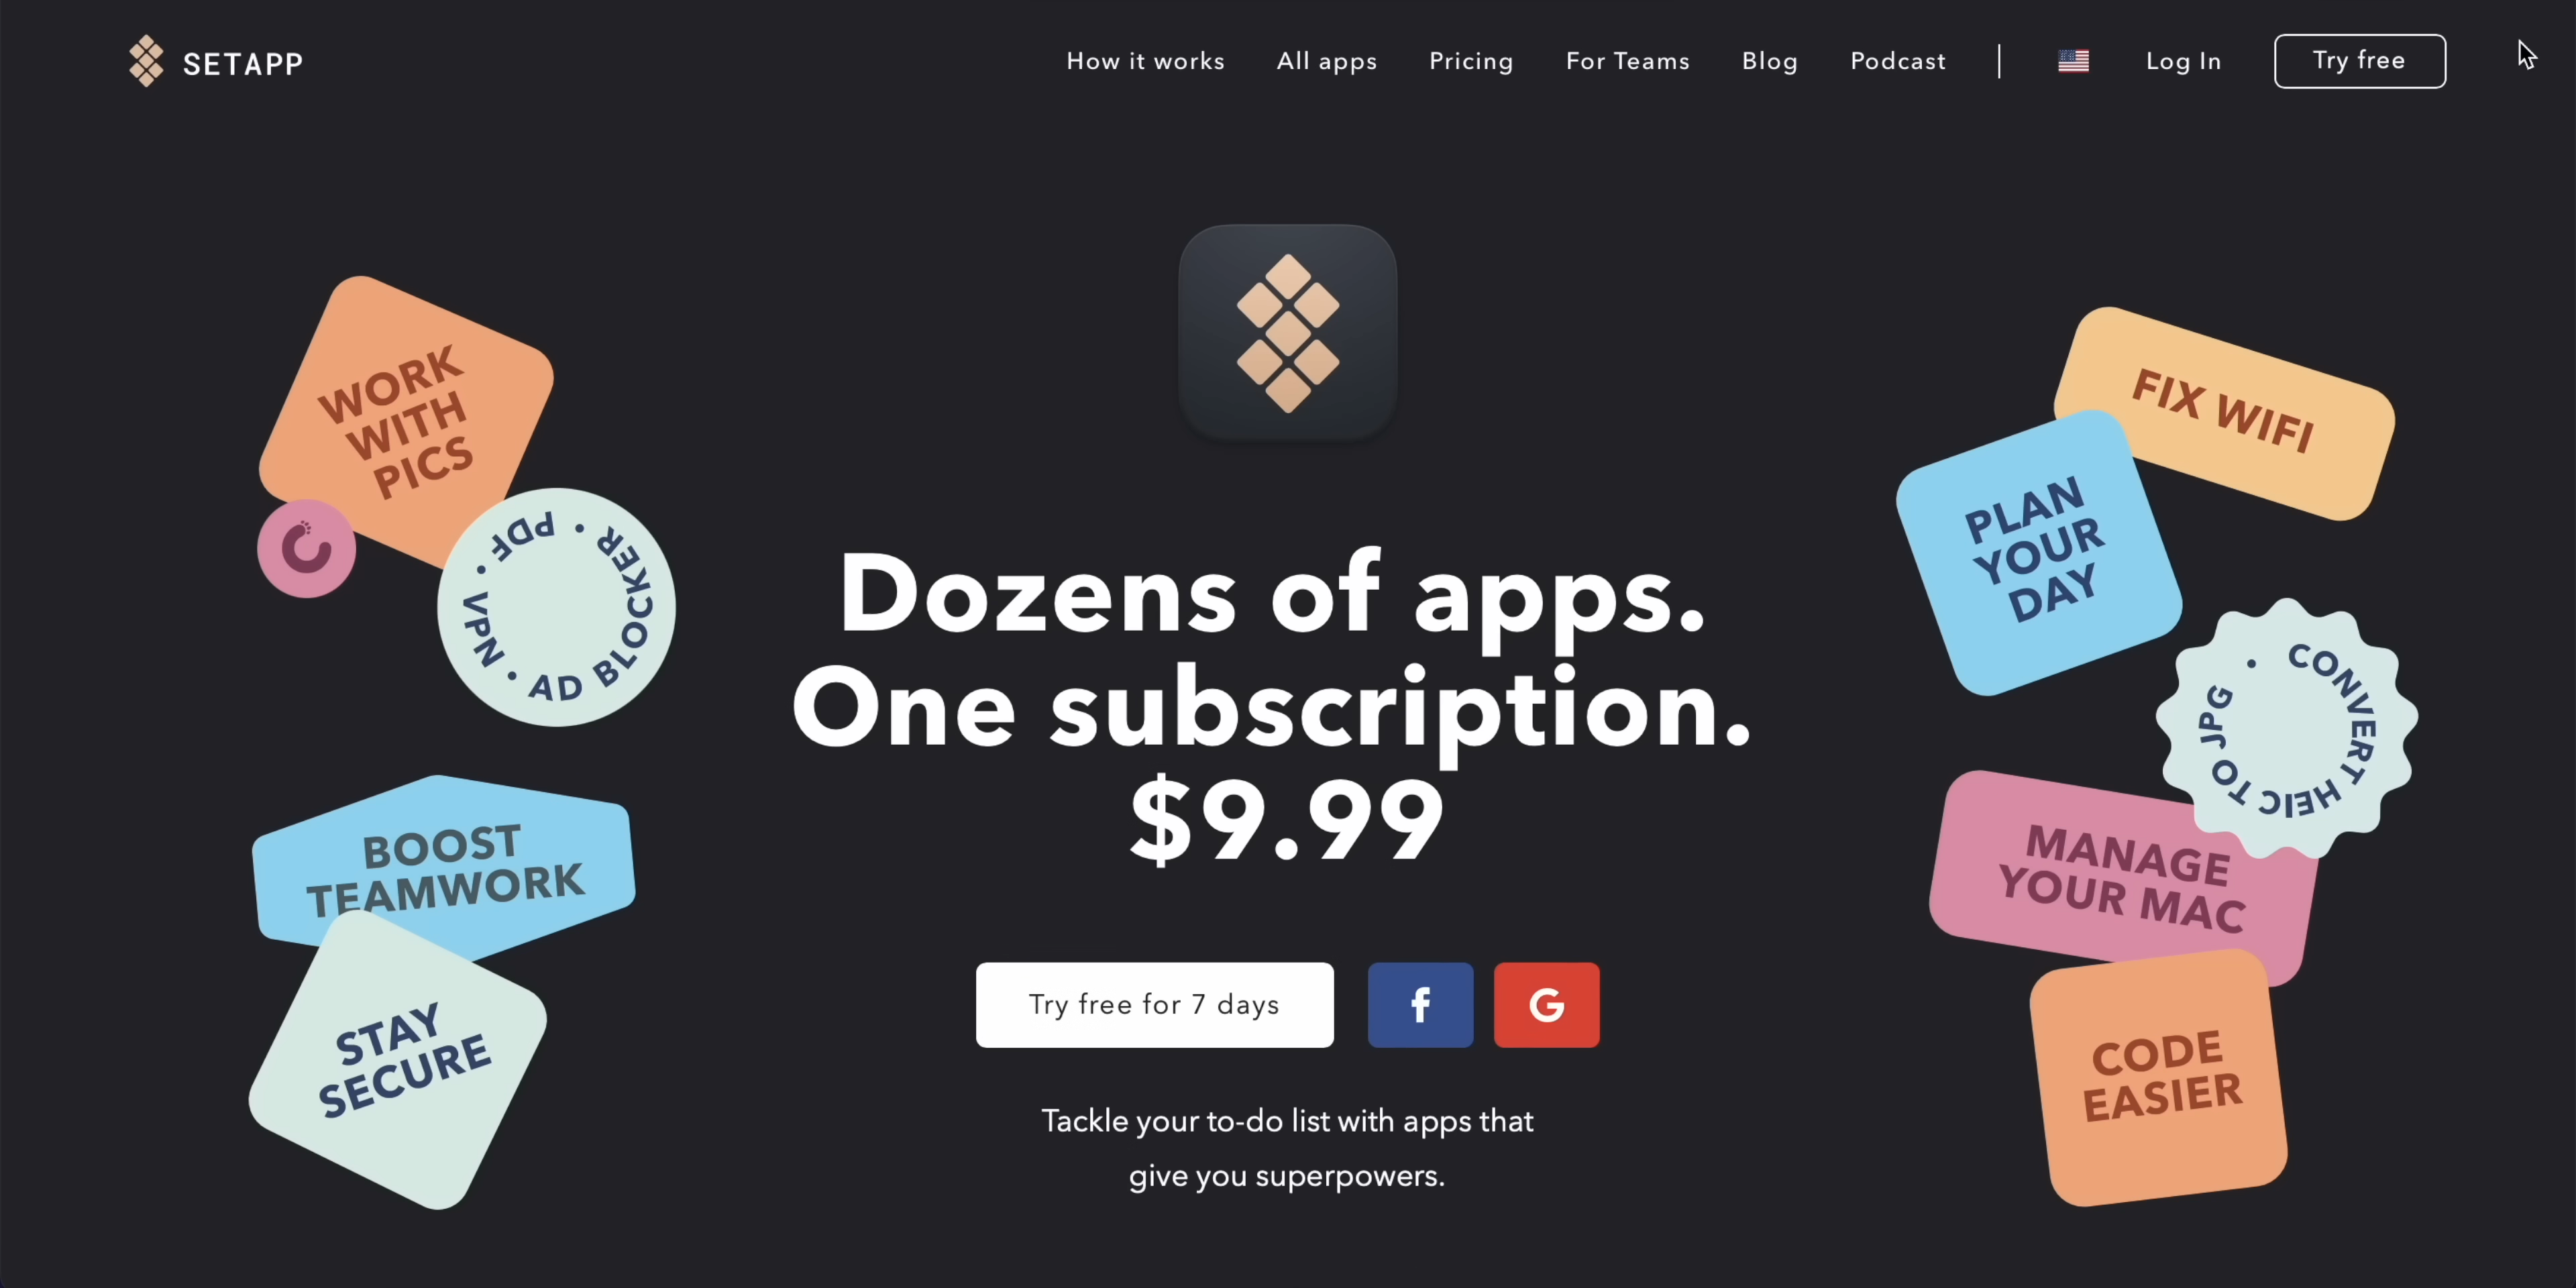 SETAPP
How it works
All apps
Pricing
For Teams
Blog
Podcast
Log In
Try free
WORK
WITH
PICS
PDF • VPN • AD BLOCKER •
BOOST
TEAMWORK
STAY
SECURE
Dozens of apps.
One subscription.
$9.99
Try free for 7 days
f
G
Tackle your to-do list with apps that
give you superpowers.
FIX WIFI
PLAN
YOUR
DAY
CONVERT HEIC TO JPG •
MANAGE
YOUR MAC
CODE
EASIER